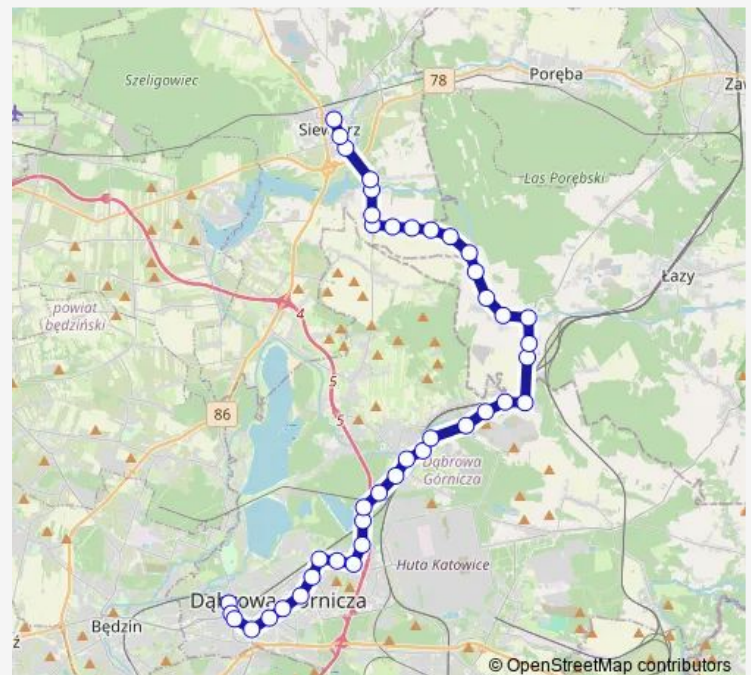 Szeligowiec
78
Poręba
Siewierz
Las Porębski
Łazy
powiat
będziński
4
5
5
86
Dąbrowa
Górnicza
Huta Katowice
Dąbrowa Górnicza
Będzin
© OpenStreetMap contributors